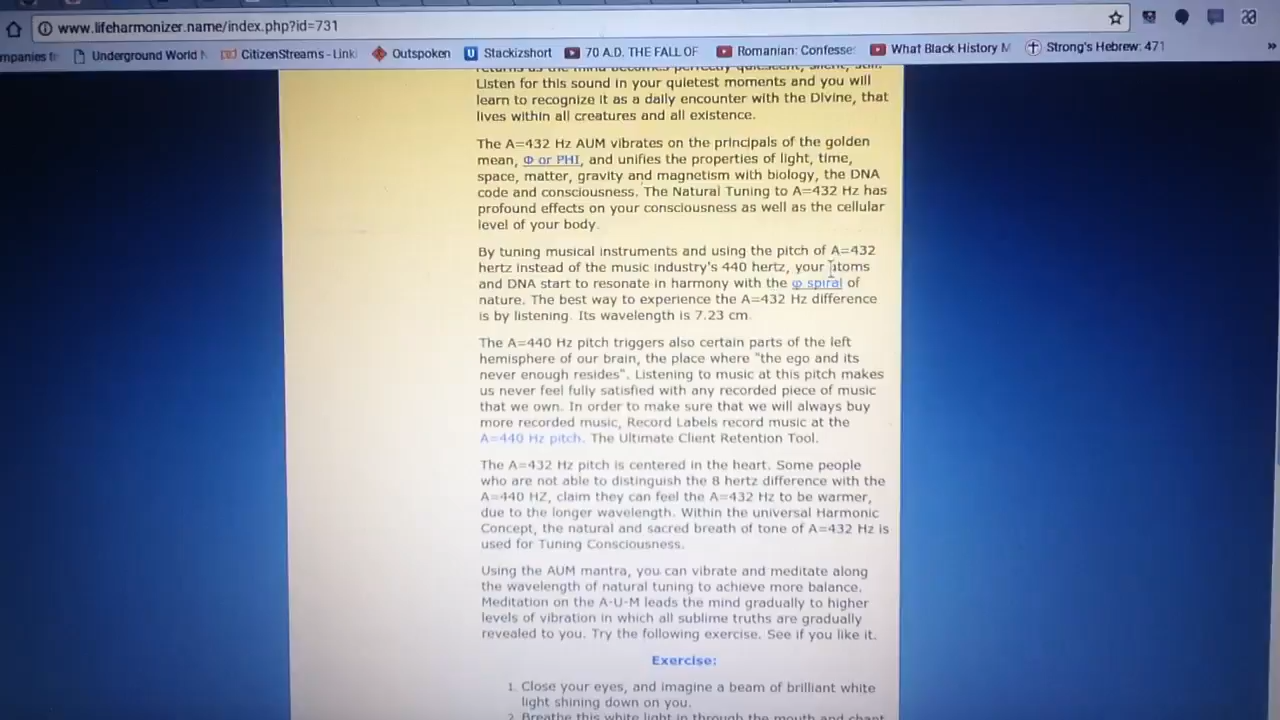 www.lifeharmonizer.name/index.php?id=731
Underground World N CitizenStreams - Linki Outspoken Stackizshort 70 A.D. THE FALL OF Romanian: Confesse: What Black History M Strong's Hebrew: 471 »
Listen for this sound in your quietest moments and you will
learn to recognize it as a daily encounter with the Divine, that
lives within all creatures and all existence.
The A=432 Hz AUM vibrates on the principals of the golden
mean, Φ or PHI, and unifies the properties of light, time,
space, matter, gravity and magnetism with biology, the DNA
code and consciousness. The Natural Tuning to A=432 Hz has
profound effects on your consciousness as well as the cellular
level of your body.
By tuning musical instruments and using the pitch of A=432
hertz instead of the music industry's 440 hertz, your atoms
and DNA start to resonate in harmony with the φ spiral of
nature. The best way to experience the A=432 Hz difference
is by listening. Its wavelength is 7.23 cm.
The A=440 Hz pitch triggers also certain parts of the left
hemisphere of our brain, the place where "the ego and its
never enough resides". Listening to music at this pitch makes
us never feel fully satisfied with any recorded piece of music
that we own. In order to make sure that we will always buy
more recorded music, Record Labels record music at the
A=440 Hz pitch. The Ultimate Client Retention Tool.
The A=432 Hz pitch is centered in the heart. Some people
who are not able to distinguish the 8 hertz difference with the
A=440 HZ, claim they can feel the A=432 Hz to be warmer,
due to the longer wavelength. Within the universal Harmonic
Concept, the natural and sacred breath of tone of A=432 Hz is
used for Tuning Consciousness.
Using the AUM mantra, you can vibrate and meditate along
the wavelength of natural tuning to achieve more balance.
Meditation on the A-U-M leads the mind gradually to higher
levels of vibration in which all sublime truths are gradually
revealed to you. Try the following exercise. See if you like it.
Exercise:
1. Close your eyes, and imagine a beam of brilliant white
light shining down on you.
2. Breathe this white light in through the mouth and chant